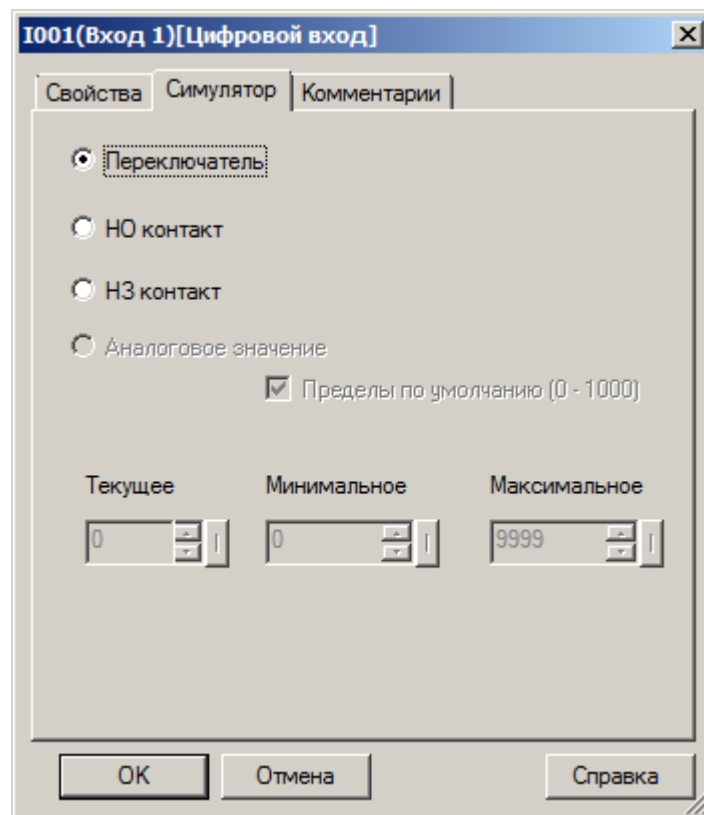 I001(Вход 1)[Цифровой вход]
Свойства Симулятор Комментарии
Переключатель
НО контакт
НЗ контакт
Аналоговое значение
Пределы по умолчанию (0 - 1000)
Текущее Минимальное Максимальное
0 0 9999
OK Отмена Справка